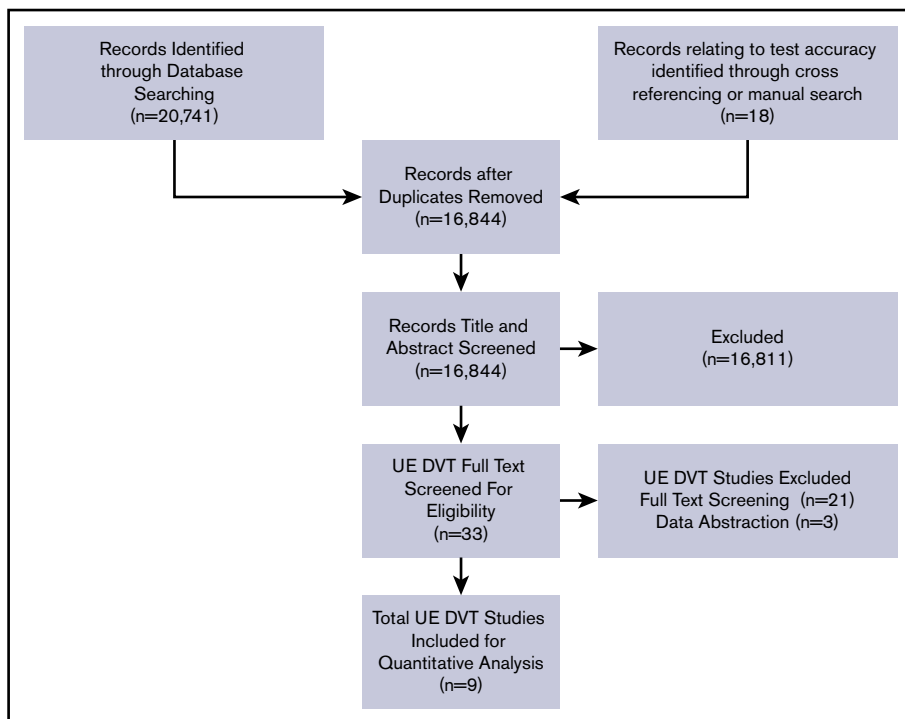 Records Identified
through Database
Searching
(n=20,741)
Records relating to test accuracy
identified through cross
referencing or manual search
(n=18)
Records after
Duplicates Removed
(n=16,844)
Records Title and
Abstract Screened
(n=16,844)
Excluded
(n=16,811)
UE DVT Full Text
Screened For
Eligibility
(n=33)
UE DVT Studies Excluded
Full Text Screening (n=21)
Data Abstraction (n=3)
Total UE DVT Studies
Included for
Quantitative Analysis
(n=9)